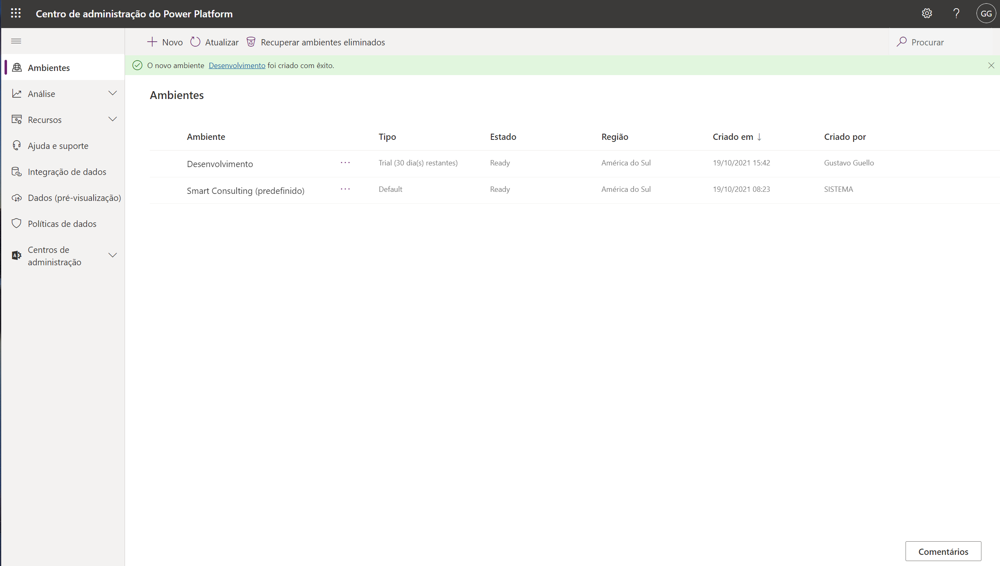 Centro de administração do Power Platform
GG
Novo Atualizar Recuperar ambientes eliminados Procurar
O novo ambiente Desenvolvimento foi criado com êxito.
Ambientes
Análise
Recursos
Ajuda e suporte
Integração de dados
Dados (pré-visualização)
Políticas de dados
Centros de
administração
Ambientes
Ambiente Tipo Estado Região Criado em Criado por
Desenvolvimento Trial (30 dia(s) restantes) Ready América do Sul 19/10/2021 15:42 Gustavo Guello
Smart Consulting (predefinido) Default Ready América do Sul 19/10/2021 08:23 SISTEMA
Comentários